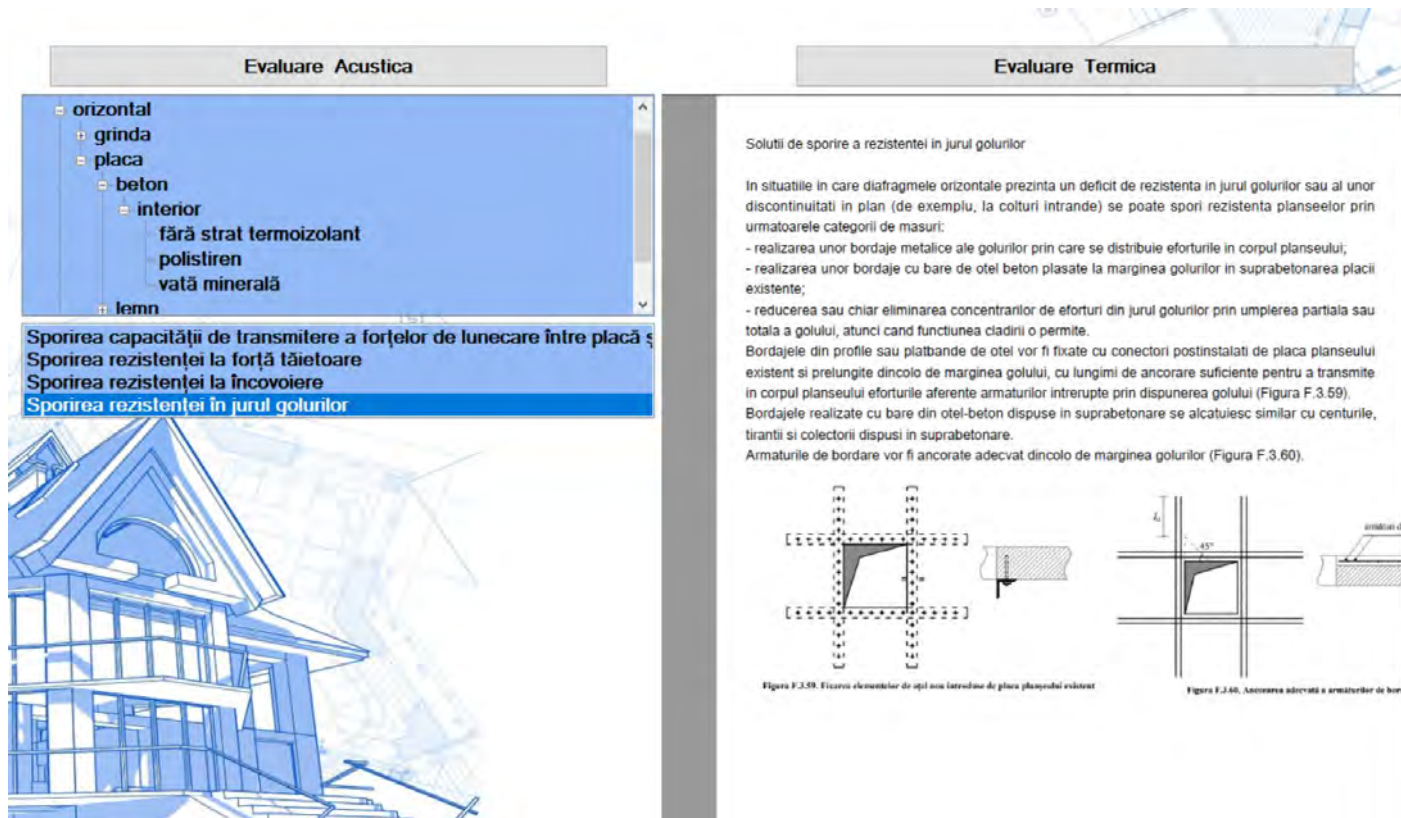 Evaluare Acustica
orizontal
grinda
placa
beton
interior
fără strat termoizolant
polistiren
vată minerală
lemn
Sporirea capacității de transmitere a forțelor de lunecare între placă ș
Sporirea rezistenței la forță tăietoare
Sporirea rezistenței la încovoiere
Sporirea rezistenței în jurul golurilor
Evaluare Termica
Solutii de sporire a rezistentei in jurul golurilor
In situatiile in care diafragmele orizontale prezinta un deficit de rezistenta in jurul golurilor sau al unor
discontinuitati in plan (de exemplu, la colturi intrande) se poate spori rezistenta planseelor prin
urmatoarele categorii de masuri:
- realizarea unor bordaje metalice ale golurilor prin care se distribuie eforturile in corpul planseului;
- realizarea unor bordaje cu bare de otel beton plasate la marginea golurilor in suprabetonarea placii
existente;
- reducerea sau chiar eliminarea concentrarilor de eforturi din jurul golurilor prin umplerea partiala sau
totala a golului, atunci cand functiunea cladirii o permite.
Bordajele din profile sau platbande de otel vor fi fixate cu conectori postinstalati de placa planseului
existent si prelungite dincolo de marginea golului, cu lungimi de ancorare suficiente pentru a transmite
in corpul planseului eforturile aferente armaturilor intrerupte prin dispunerea golului (Figura F.3.59).
Bordajele realizate cu bare din otel-beton dispuse in suprabetonare se alcatuiesc similar cu centurile,
tirantii si colectorii dispusi in suprabetonare.
Armaturile de bordare vor fi ancorate adecvat dincolo de marginea golurilor (Figura F.3.60).
45°
armături d
Figura F.3.59. Fixarea elementelor de oțel nou introduse de placa planșeului existent
Figura F.3.60. Ancorarea adecvată a armăturilor de bor